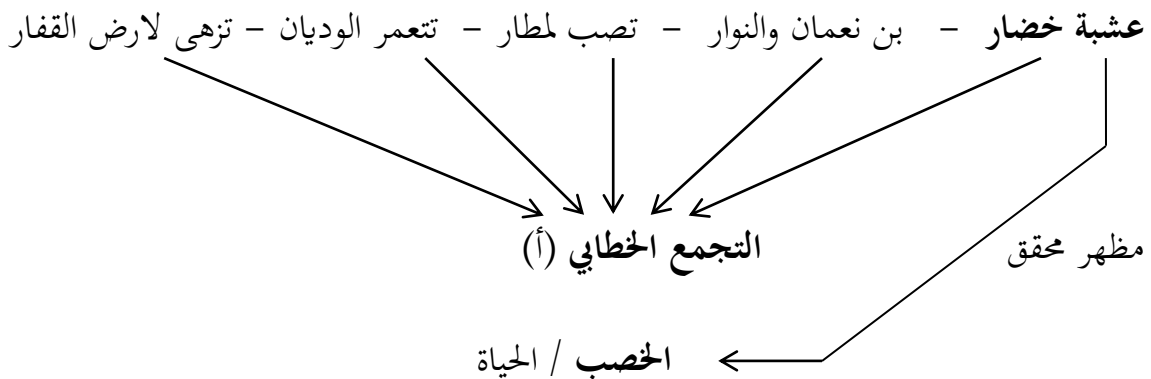 عشبة خضار – بن نعمان والنوار – تصب لمطار – تتعمر الوديان – تزهى لارض القفار
التجمع الخطابي (أ)
مظهر محقق
الخصب / الحياة